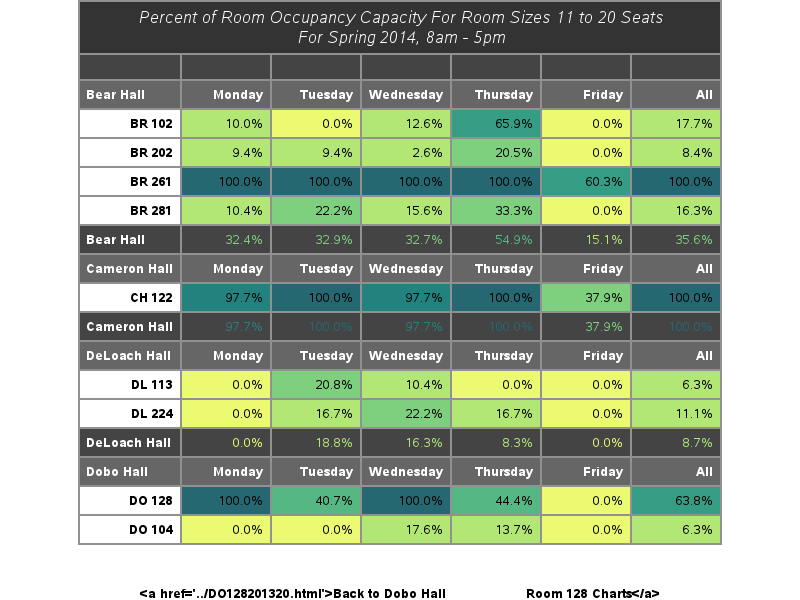 Percent of Room Occupancy Capacity For Room Sizes 11 to 20 Seats
For Spring 2014, 8am - 5pm
Bear Hall Monday Tuesday Wednesday Thursday Friday All
BR 102 10.0% 0.0% 12.6% 65.9% 0.0% 17.7%
BR 202 9.4% 9.4% 2.6% 20.5% 0.0% 8.4%
BR 261 100.0% 100.0% 100.0% 100.0% 60.3% 100.0%
BR 281 10.4% 22.2% 15.6% 33.3% 0.0% 16.3%
Bear Hall 32.4% 32.9% 32.7% 54.9% 15.1% 35.6%
Cameron Hall Monday Tuesday Wednesday Thursday Friday All
CH 122 97.7% 100.0% 97.7% 100.0% 37.9% 100.0%
Cameron Hall 97.7% 100.0% 97.7% 100.0% 37.9% 100.0%
DeLoach Hall Monday Tuesday Wednesday Thursday Friday All
DL 113 0.0% 20.8% 10.4% 0.0% 0.0% 6.3%
DL 224 0.0% 16.7% 22.2% 16.7% 0.0% 11.1%
DeLoach Hall 0.0% 18.8% 16.3% 8.3% 0.0% 8.7%
Dobo Hall Monday Tuesday Wednesday Thursday Friday All
DO 128 100.0% 40.7% 100.0% 44.4% 0.0% 63.8%
DO 104 0.0% 0.0% 17.6% 13.7% 0.0% 6.3%
<a href='../DO128201320.html'>Back to Dobo Hall Room 128 Charts</a>